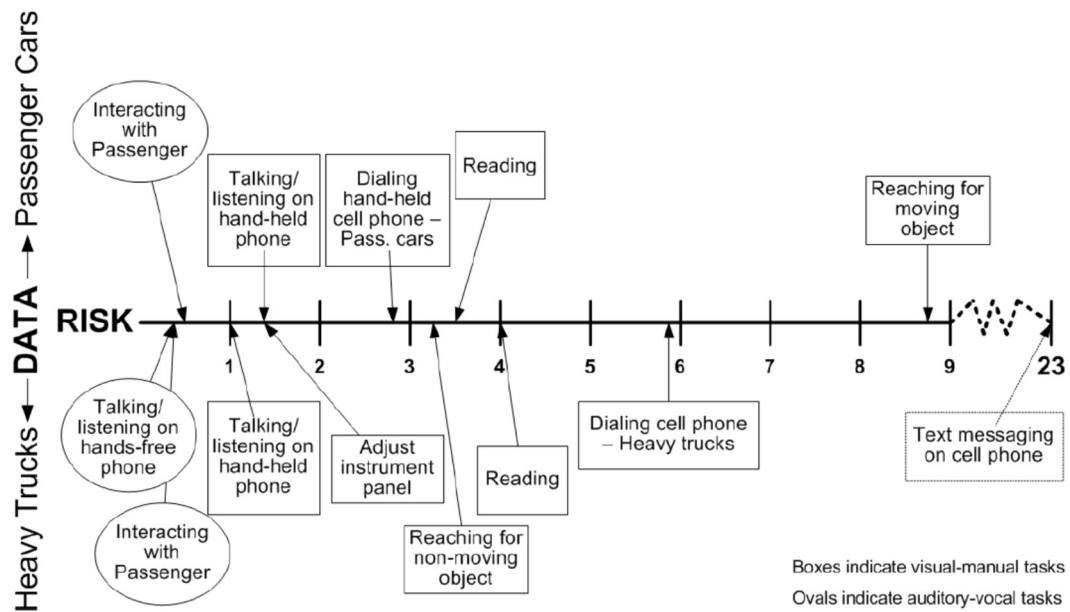 Heavy Trucks DATA Passenger Cars
Interacting
with
Passenger
Talking/
listening on
hand-held
phone
Dialing
hand-held
cell phone –
Pass. cars
Reading
Reaching for
moving
object
RISK
1 2 3 4 5 6 7 8 9 23
Talking/
listening on
hands-free
phone
Interacting
with
Passenger
Talking/
listening on
hand-held
phone
Adjust
instrument
panel
Reaching for
non-moving
object
Reading
Dialing cell phone
– Heavy trucks
Text messaging
on cell phone
Boxes indicate visual-manual tasks
Ovals indicate auditory-vocal tasks